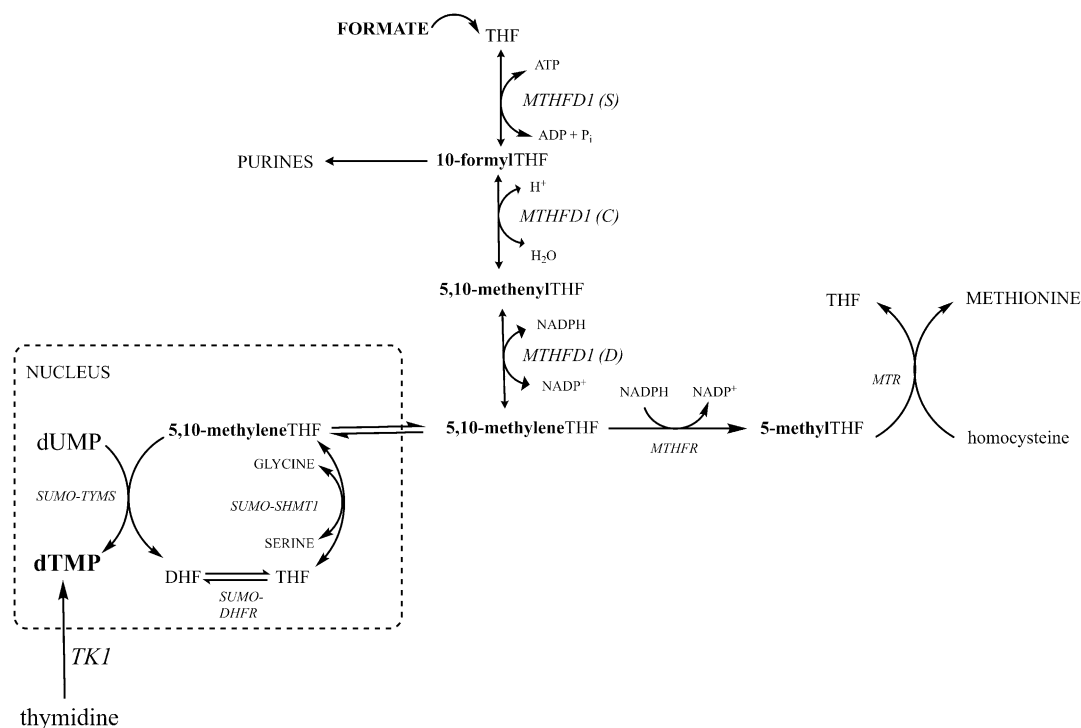 FORMATE
THF
ATP
MTHFD1 (S)
ADP + Pi
PURINES
10-formylTHF
H+
MTHFD1 (C)
H2O
5,10-methenylTHF
THF
METHIONINE
NADPH
MTHFD1 (D)
NADP+
NUCLEUS
NADPH
NADP+
MTR
5,10-methyleneTHF
5,10-methyleneTHF
5-methylTHF
homocysteine
MTHFR
dUMP
GLYCINE
SUMO-TYMS
SUMO-SHMT1
SERINE
dTMP
DHF
THF
SUMO-
DHFR
TK1
thymidine